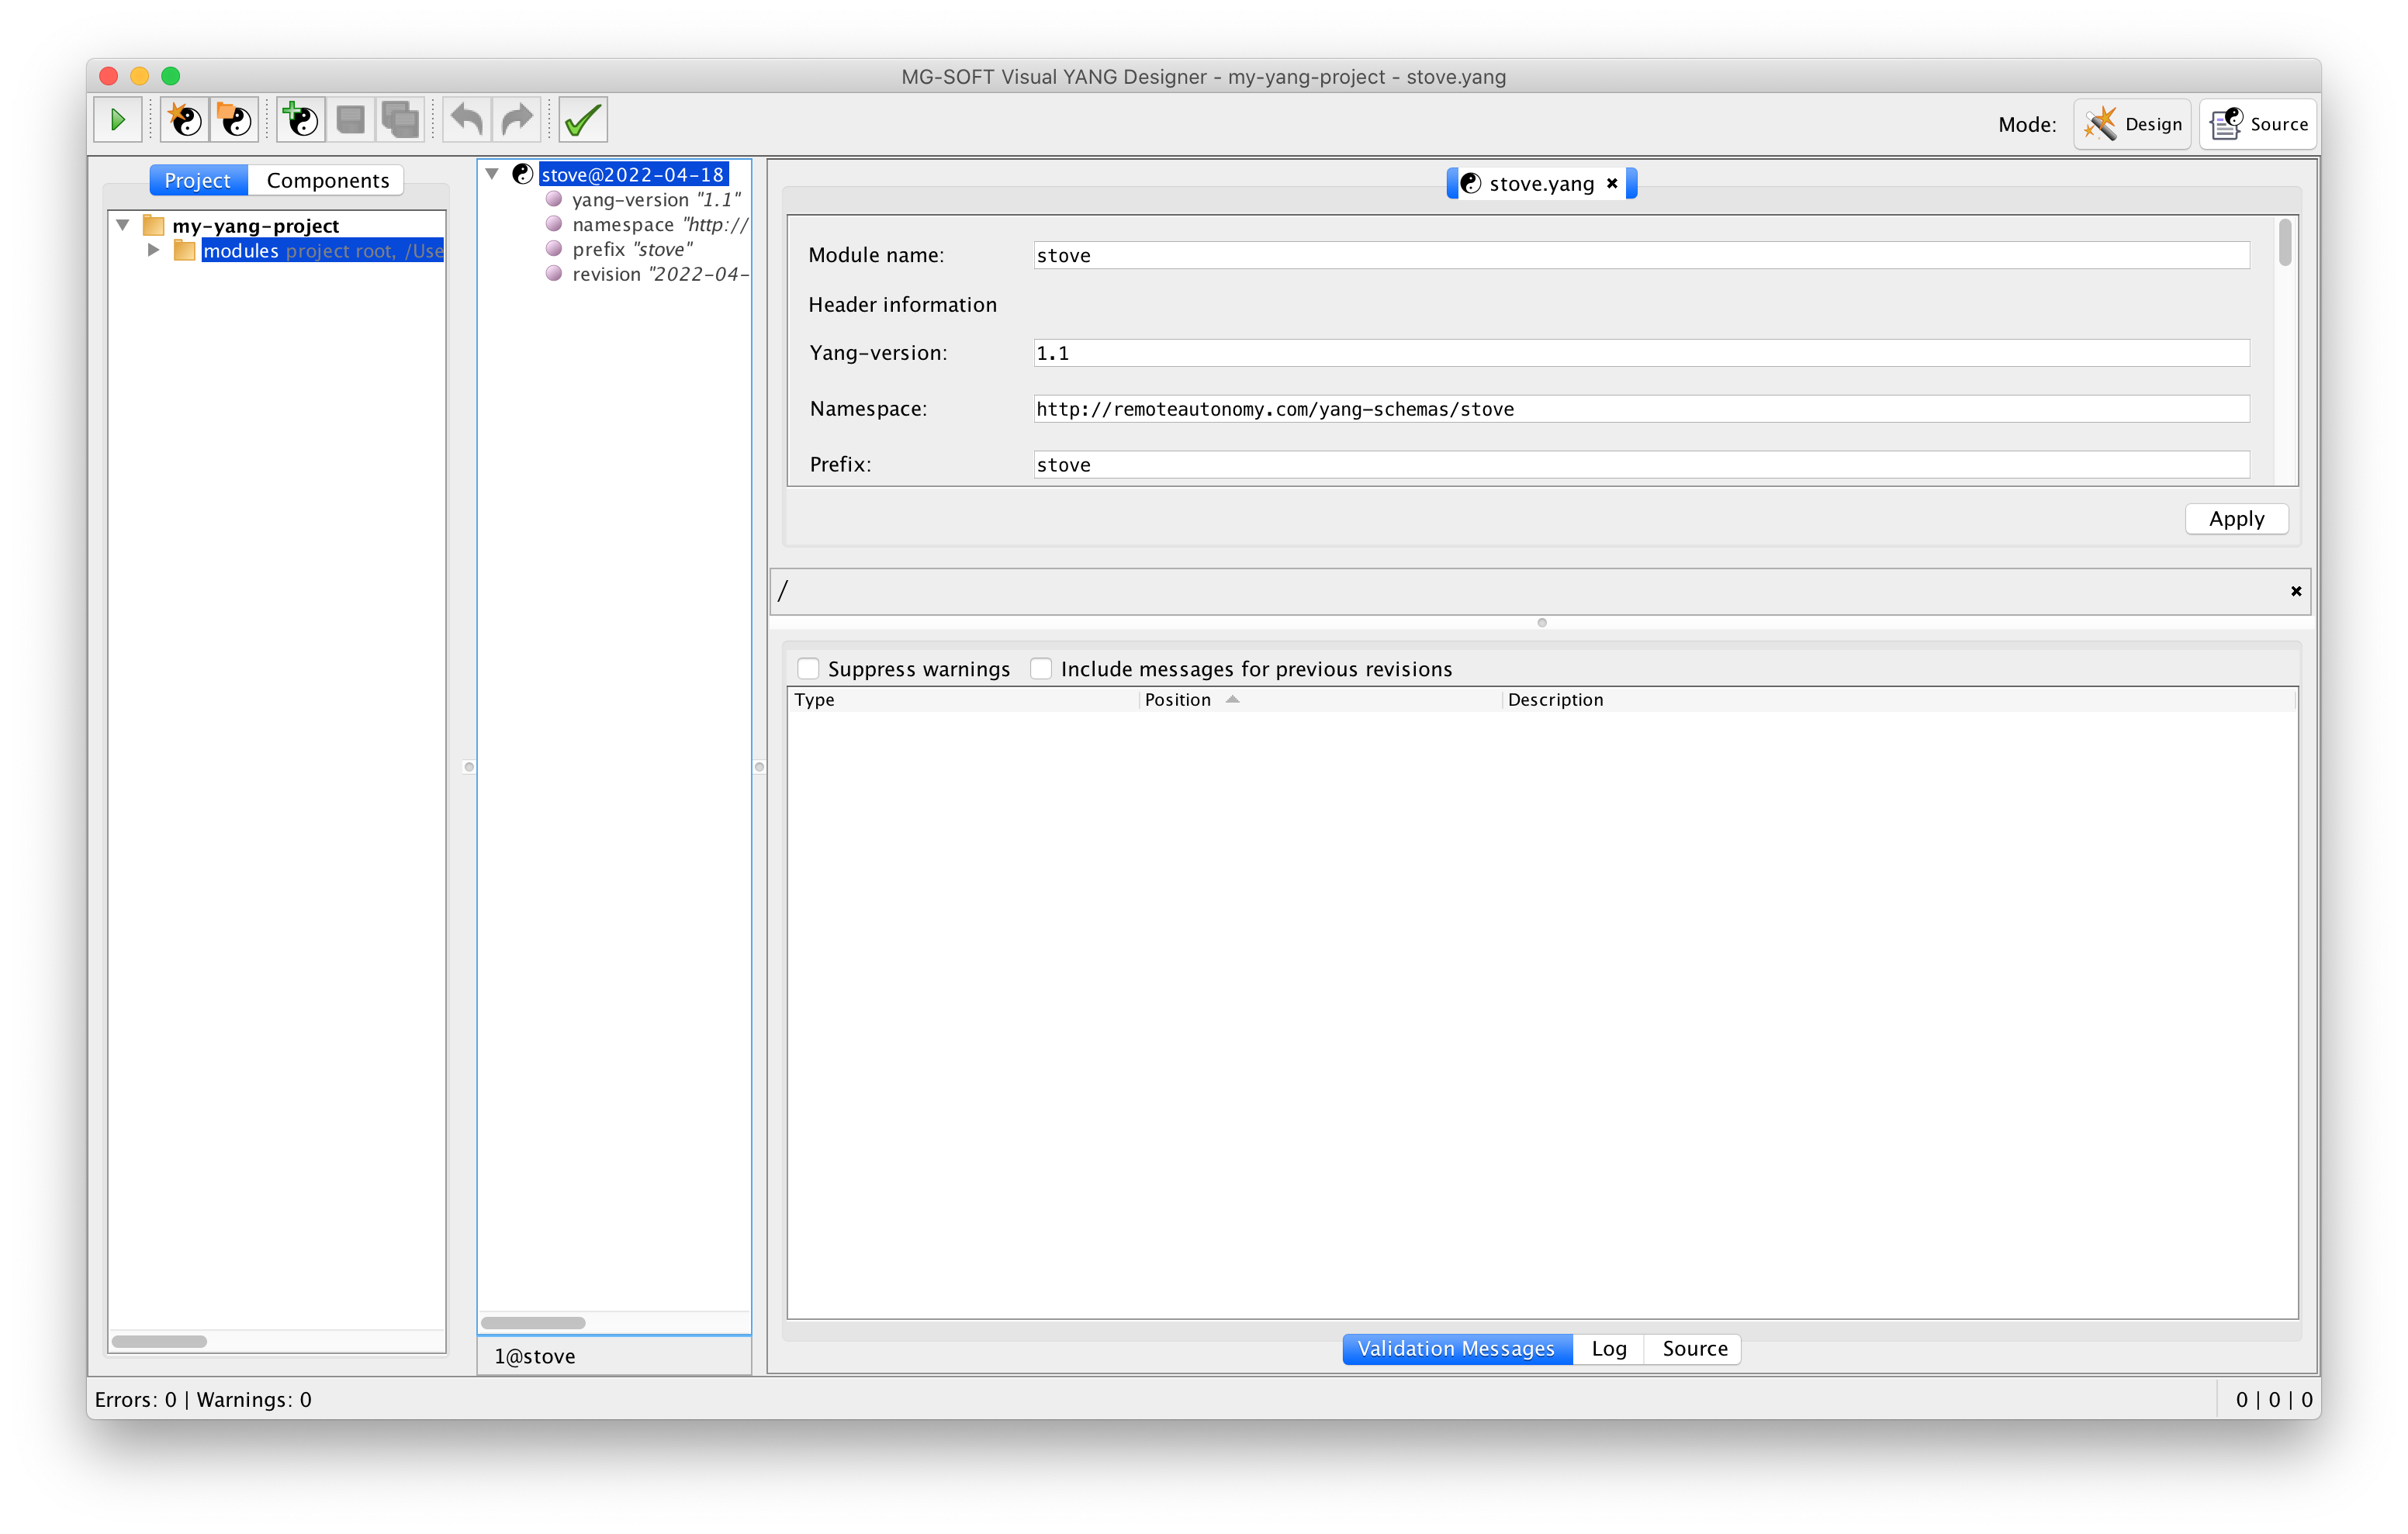 MG-SOFT Visual YANG Designer - my-yang-project - stove.yang
Mode: Design Source
Project Components
my-yang-project
modules project root, /Use
stove@2022-04-18
yang-version "1.1"
namespace "http://
prefix "stove"
revision "2022-04-
1@stove
stove.yang
Module name: stove
Header information
Yang-version: 1.1
Namespace: http://remoteautonomy.com/yang-schemas/stove
Prefix: stove
Apply
/
Suppress warnings Include messages for previous revisions
Type Position Description
Validation Messages Log Source
Errors: 0 | Warnings: 0
0 | 0 | 0